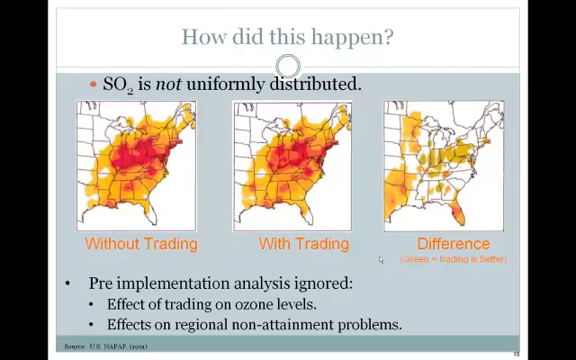 How did this happen?
• SO2 is not uniformly distributed.
Without Trading
With Trading
Difference
(Green = trading is better)
• Pre implementation analysis ignored:
• Effect of trading on ozone levels.
• Effects on regional non-attainment problems.
Source: U.S. NAPAP. (1991)
15